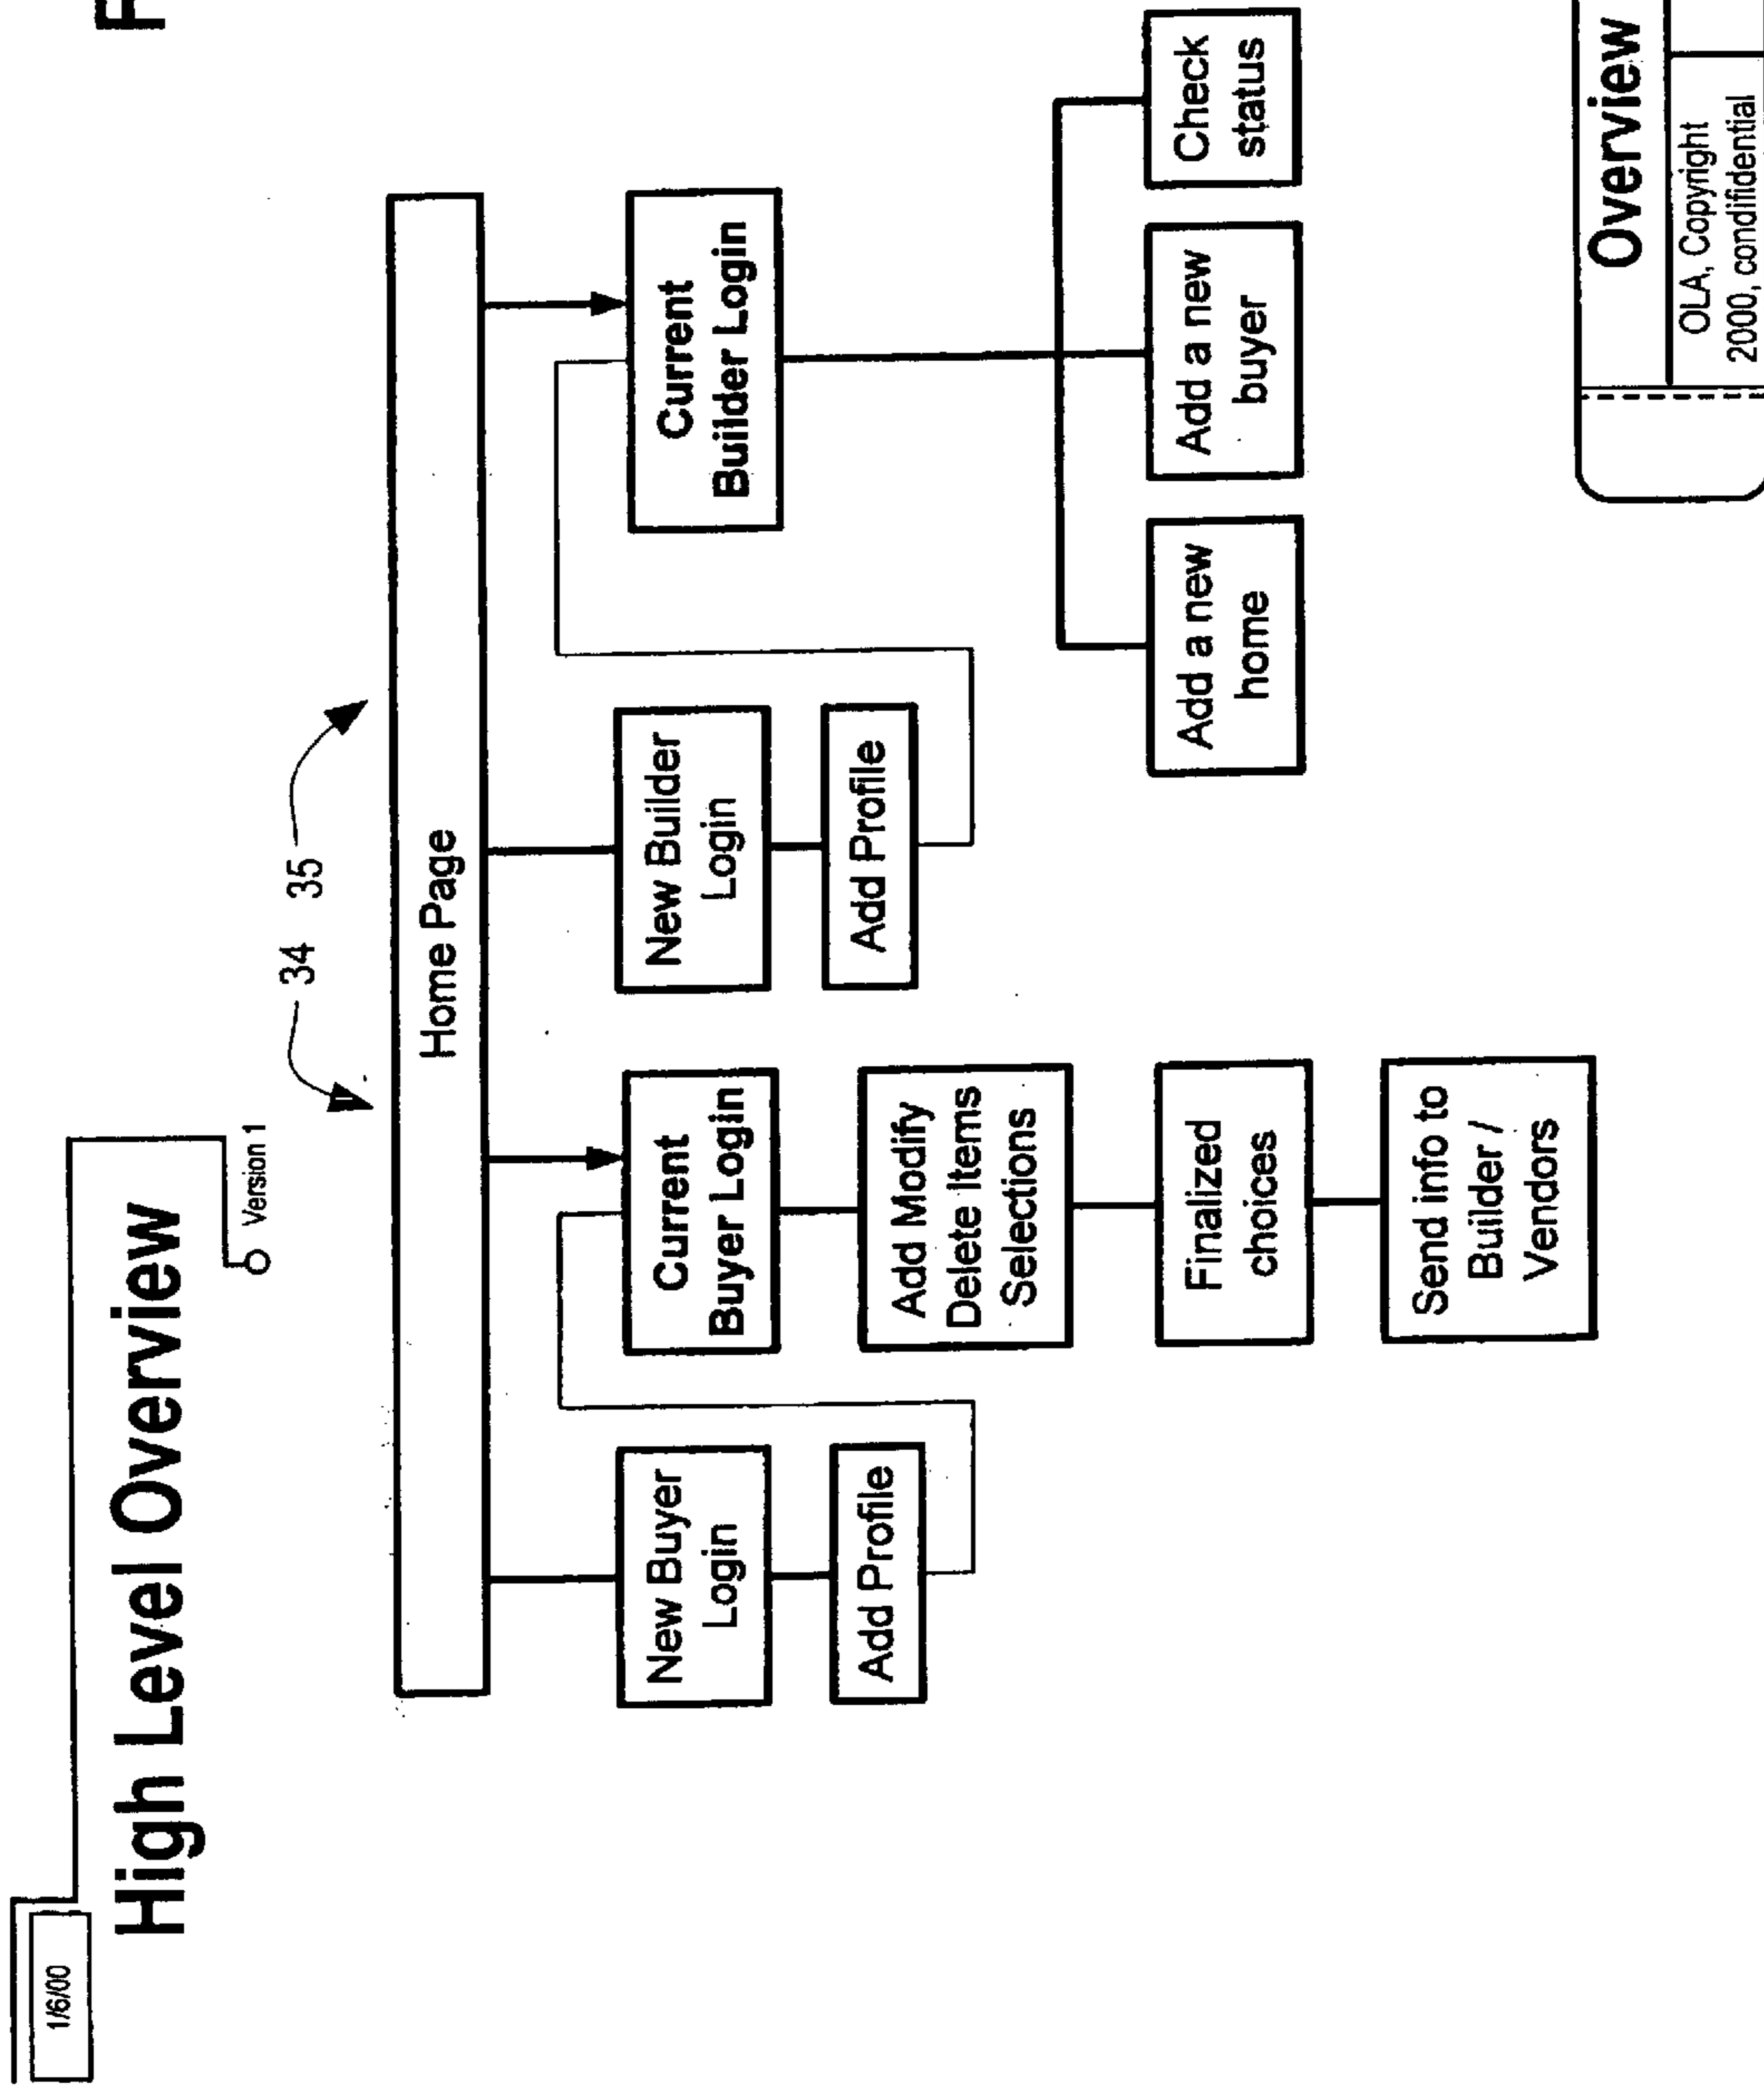 1/6/00
High Level Overview
Version 1
34 35
Home Page
New Buyer
Login
Add Profile
Current
Buyer Login
Add Modify
Delete Items
Selections
Finalized
choices
Send info to
Builder /
Vendors
New Builder
Login
Add Profile
Current
Builder Login
Add a new
home
Add a new
buyer
Check
status
Overview
OLA, Copyright
2000, condifidential